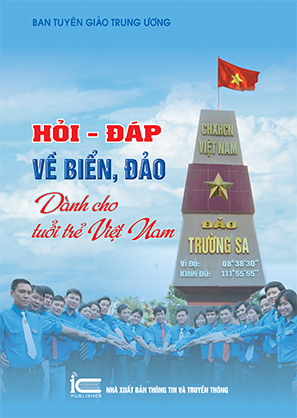 BAN TUYÊN GIÁO TRUNG ƯƠNG
HỎI - ĐÁP
VỀ BIỂN, ĐẢO
Dành cho
tuổi trẻ Việt Nam
CHXHCN
VIỆT NAM
ĐẢO
TRƯỜNG SA
VĨ ĐỘ: 08°38'30"
KINH ĐỘ: 111°55'55"
IC
PUBLISHER
NHÀ XUẤT BẢN THÔNG TIN VÀ TRUYỀN THÔNG